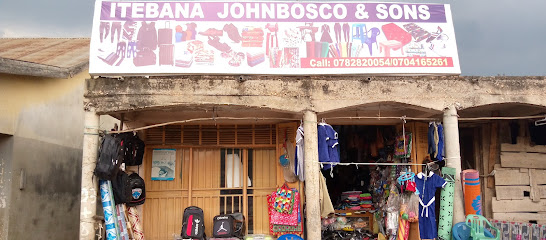 ITEBANA JOHNBOSCO & SONS
Call: 0782820054/0704165261